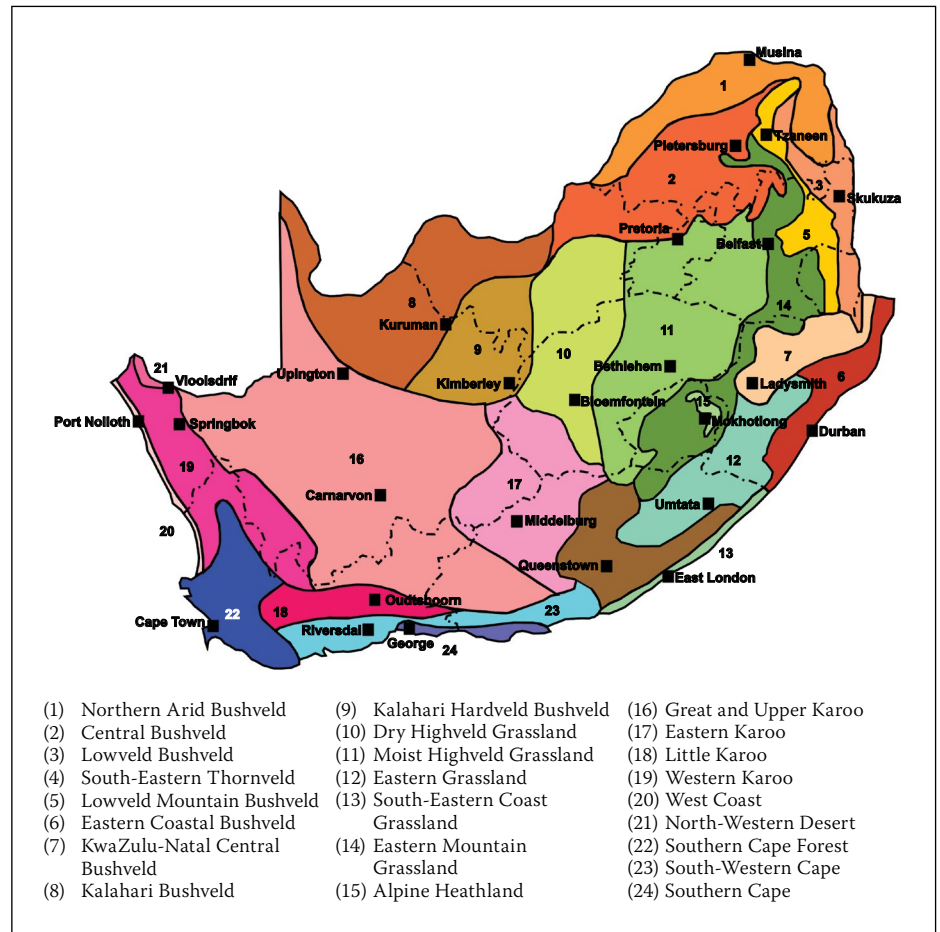 Musina
1
Tzaneen
Pietersburg
2
3
Skukuza
Pretoria
Belfast
5
8
14
Kuruman
9
11
7
21
Upington
10
Bethlehem
6
Vioolsdrif
Kimberley
Ladysmith
Bloemfontein
15
Port Nolloth
Springbok
Mokhotlong
Durban
16
12
19
17
Carnarvon
Umtata
Middelburg
20
13
Queenstown
East London
Oudtshoorn
22
18
23
Cape Town
Riversdal
George
24
(1) Northern Arid Bushveld
(2) Central Bushveld
(3) Lowveld Bushveld
(4) South-Eastern Thornveld
(5) Lowveld Mountain Bushveld
(6) Eastern Coastal Bushveld
(7) KwaZulu-Natal Central
Bushveld
(8) Kalahari Bushveld
(9) Kalahari Hardveld Bushveld
(10) Dry Highveld Grassland
(11) Moist Highveld Grassland
(12) Eastern Grassland
(13) South-Eastern Coast
Grassland
(14) Eastern Mountain
Grassland
(15) Alpine Heathland
(16) Great and Upper Karoo
(17) Eastern Karoo
(18) Little Karoo
(19) Western Karoo
(20) West Coast
(21) North-Western Desert
(22) Southern Cape Forest
(23) South-Western Cape
(24) Southern Cape